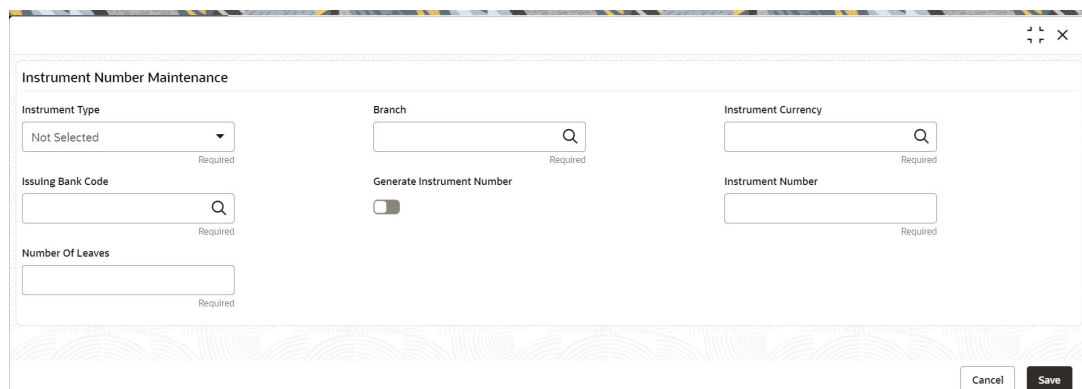 Instrument Number Maintenance
Instrument Type Branch Instrument Currency
Not Selected
Required Required Required
Issuing Bank Code Generate Instrument Number Instrument Number
Required Required
Number Of Leaves
Required
Cancel Save